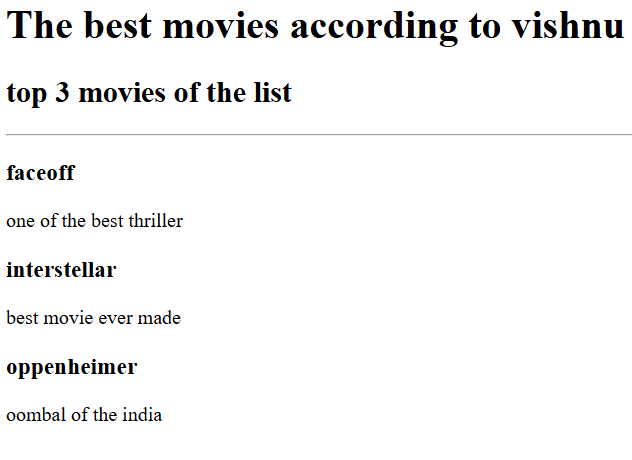 The best movies according to vishnu
top 3 movies of the list
faceoff
one of the best thriller
interstellar
best movie ever made
oppenheimer
oombal of the india